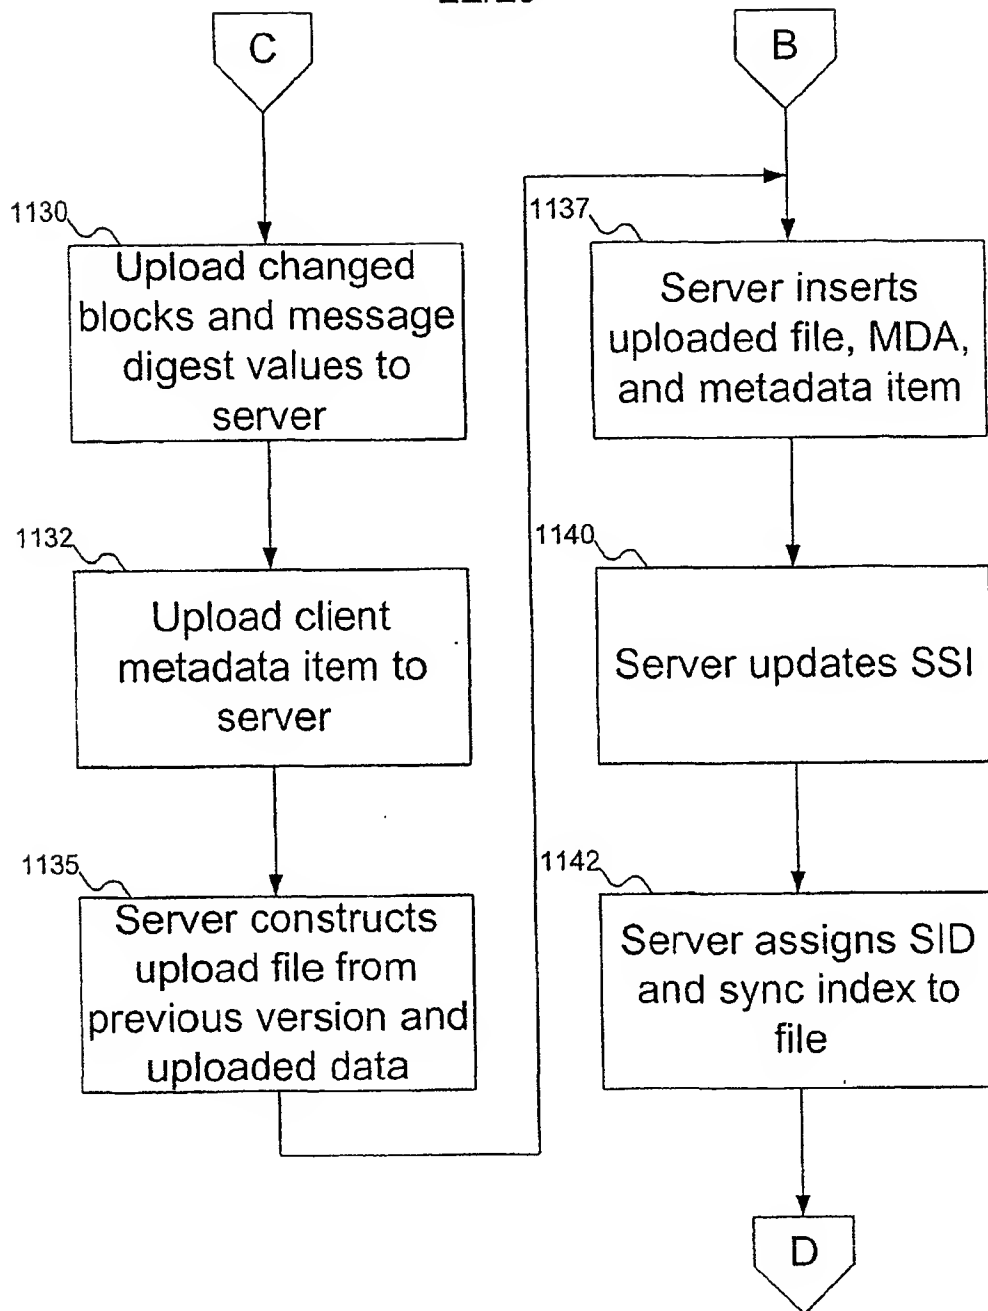 C
1130
Upload changed
blocks and message
digest values to
server
1132
Upload client
metadata item to
server
1135
Server constructs
upload file from
previous version and
uploaded data
B
1137
Server inserts
uploaded file, MDA,
and metadata item
1140
Server updates SSI
1142
Server assigns SID
and sync index to
file
D